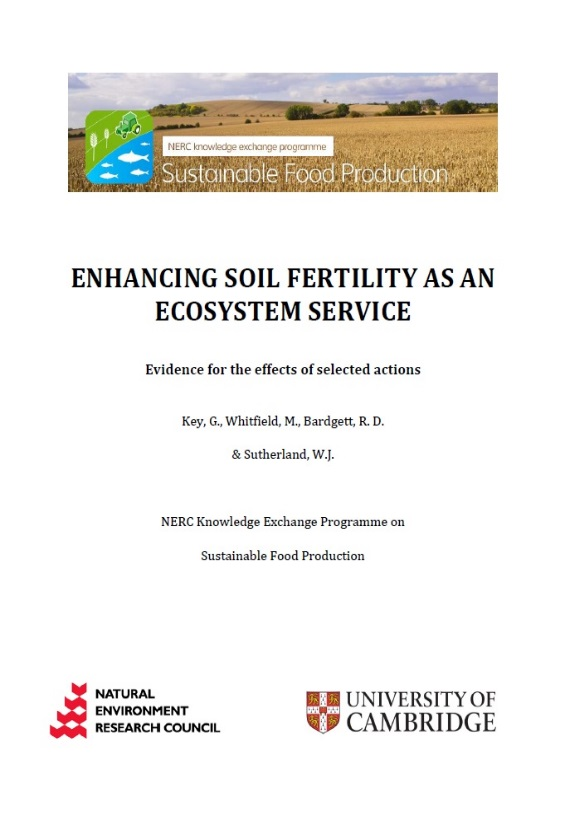 NERC knowledge exchange programme
Sustainable Food Production
ENHANCING SOIL FERTILITY AS AN
ECOSYSTEM SERVICE
Evidence for the effects of selected actions
Key, G., Whitfield, M., Bardgett, R. D.
& Sutherland, W.J.
NERC Knowledge Exchange Programme on
Sustainable Food Production
NATURAL
ENVIRONMENT
RESEARCH COUNCIL
UNIVERSITY OF
CAMBRIDGE